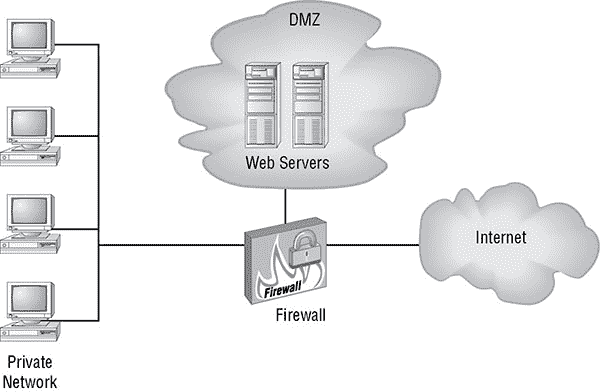 DMZ
Web Servers
Internet
Firewall
Firewall
Private
Network